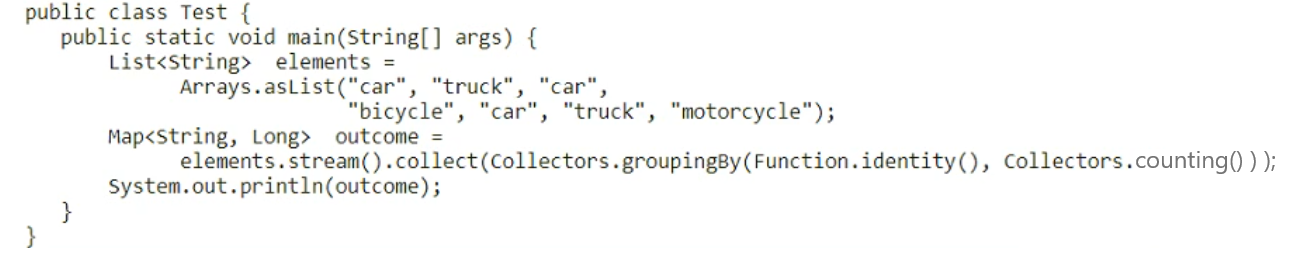 public class Test {
public static void main(String[] args) {
List<String> elements =
Arrays.asList("car", "truck", "car",
"bicycle", "car", "truck", "motorcycle");
Map<String, Long> outcome =
elements.stream().collect(Collectors.groupingBy(Function.identity(), Collectors.counting() ) );
System.out.println(outcome);
}
}